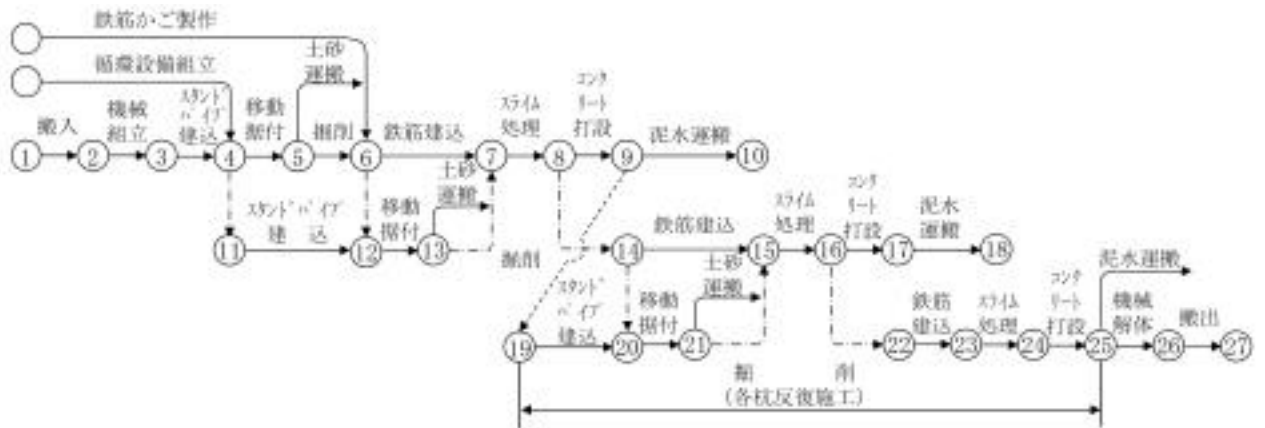 鉄筋かご製作
循環設備組立
土砂
運搬
搬入
機械
組立
スタンド
パイプ
建込
移動
据付
掘削
鉄筋建込
スライム
処理
コンク
リート
打設
泥水運搬
① ② ③ ④ ⑤ ⑥ ⑦ ⑧ ⑨ ⑩
スタンドパイプ
建 込
移動
据付
土砂
運搬
⑪ ⑫ ⑬
掘削
鉄筋建込
スライム
処理
コンク
リート
打設
泥水
運搬
⑭ ⑮ ⑯ ⑰ ⑱
スタンド
パイプ
建込
移動
据付
土砂
運搬
鉄筋
建込
スライム
処理
コンク
リート
打設
泥水運搬
機械
解体
搬出
⑲ ⑳ ㉑ ㉒ ㉓ ㉔ ㉕ ㉖ ㉗
掘 削
(各杭反復施工)